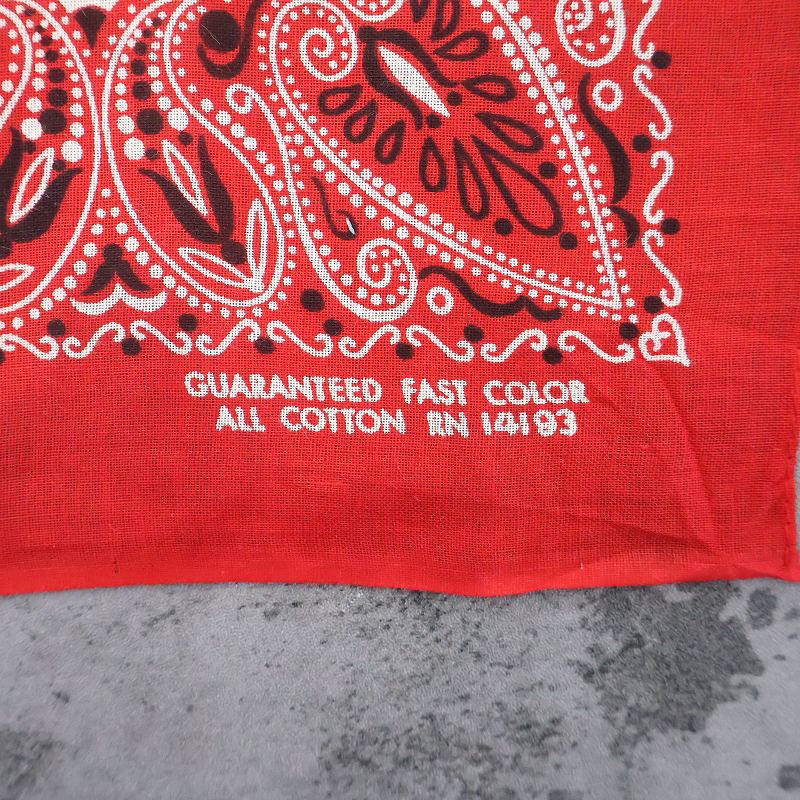 GUARANTEED FAST COLOR
ALL COTTON RN 14193